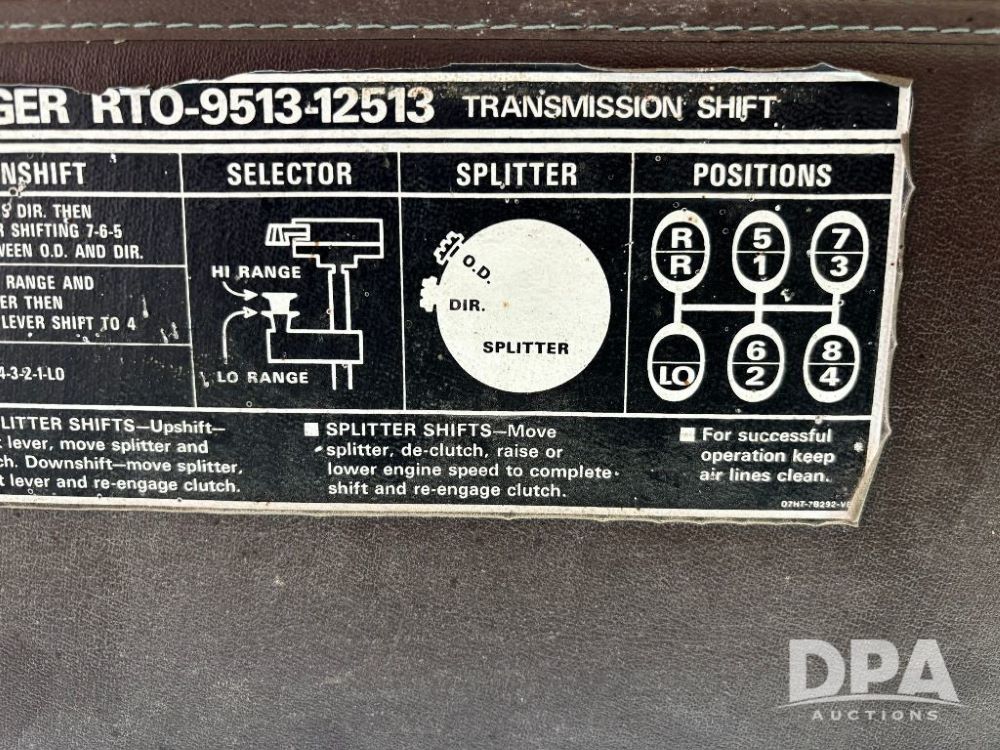 GER RTO-9513-12513 TRANSMISSION SHIFT
NSHIFT
S DIR. THEN
R SHIFTING 7-6-5
WEEN O.D. AND DIR.
RANGE AND
ER THEN
LEVER SHIFT TO 4
4-3-2-1-LO
SELECTOR
HI RANGE
LO RANGE
SPLITTER
O.D.
DIR.
SPLITTER
POSITIONS
R 5 7
R 1 3
6 8
LO 2 4
LITTER SHIFTS—Upshift—
t lever, move splitter and
ch. Downshift—move splitter,
t lever and re-engage clutch.
SPLITTER SHIFTS—Move
splitter, de-clutch, raise or
lower engine speed to complete
shift and re-engage clutch.
For successful
operation keep
air lines clean.
DPA
AUCTIONS